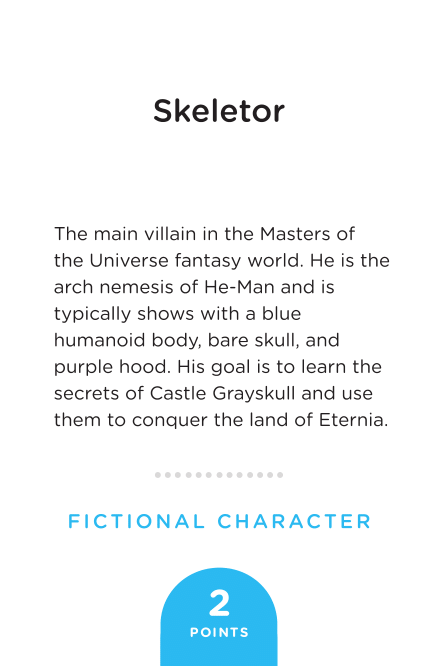 Skeletor
The main villain in the Masters of
the Universe fantasy world. He is the
arch nemesis of He-Man and is
typically shows with a blue
humanoid body, bare skull, and
purple hood. His goal is to learn the
secrets of Castle Grayskull and use
them to conquer the land of Eternia.
FICTIONAL CHARACTER
2
POINTS